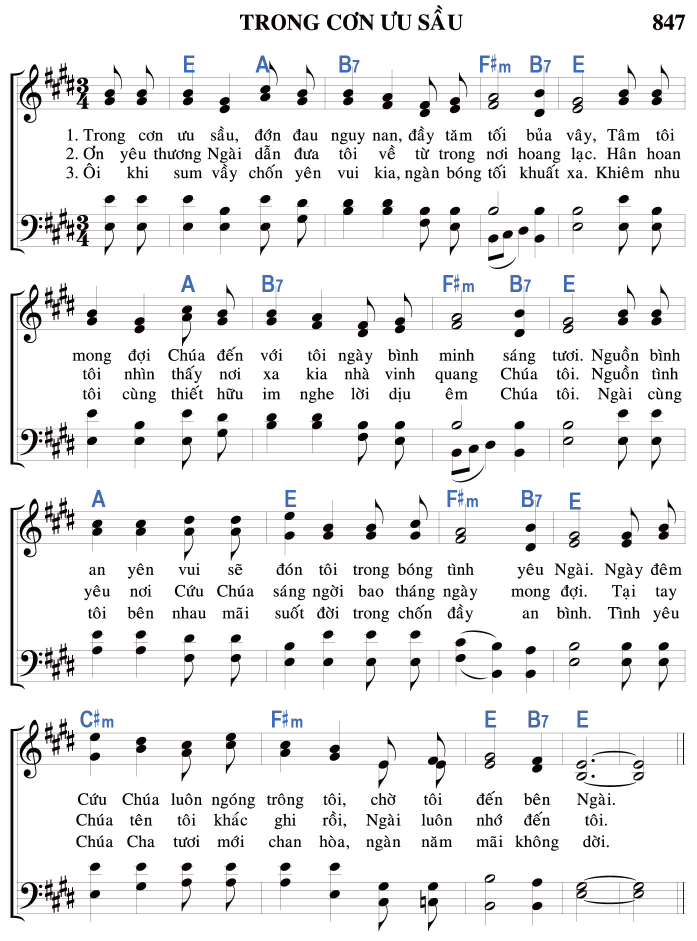 TRONG CƠN ƯU SẦU 847
E A B7 F#m B7 E
1. Trong cơn ưu sầu, đớn đau nguy nan, đầy tăm tối bủa vây, Tâm tôi
2. Ơn yêu thương Ngài dẫn đưa tôi về từ trong nơi hoang lạc. Hân hoan
3. Ôi khi sum vầy chốn yên vui kia, ngàn bóng tối khuất xa. Khiêm nhu
A B7 F#m B7 E
mong đợi Chúa đến với tôi ngày bình minh sáng tươi. Nguồn bình
tôi nhìn thấy nơi xa kia nhà vinh quang Chúa tôi. Nguồn tình
tôi cùng thiết hữu im nghe lời dịu êm Chúa tôi. Ngài cùng
A E F#m B7 E
an yên vui sẽ đón tôi trong bóng tình yêu Ngài. Ngày đêm
yêu nơi Cứu Chúa sáng ngời bao tháng ngày mong đợi. Tại tay
tôi bên nhau mãi suốt đời trong chốn đầy an bình. Tình yêu
C#m F#m E B7 E
Cứu Chúa luôn ngóng trông tôi, chờ tôi đến bên Ngài.
Chúa tên tôi khác ghi rồi, Ngài luôn nhớ đến tôi.
Chúa Cha tươi mới chan hòa, ngàn năm mãi không dời.